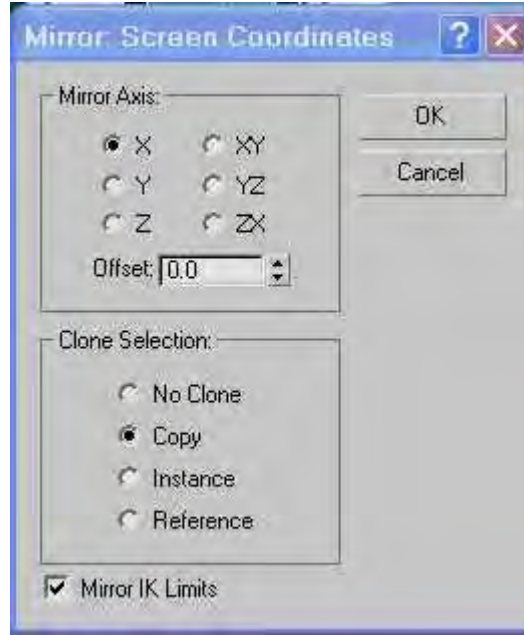 Mirror: Screen Coordinates
Mirror Axis:
X XY
Y YZ
Z ZX
Offset: 0.0
OK
Cancel
Clone Selection:
No Clone
Copy
Instance
Reference
Mirror IK Limits